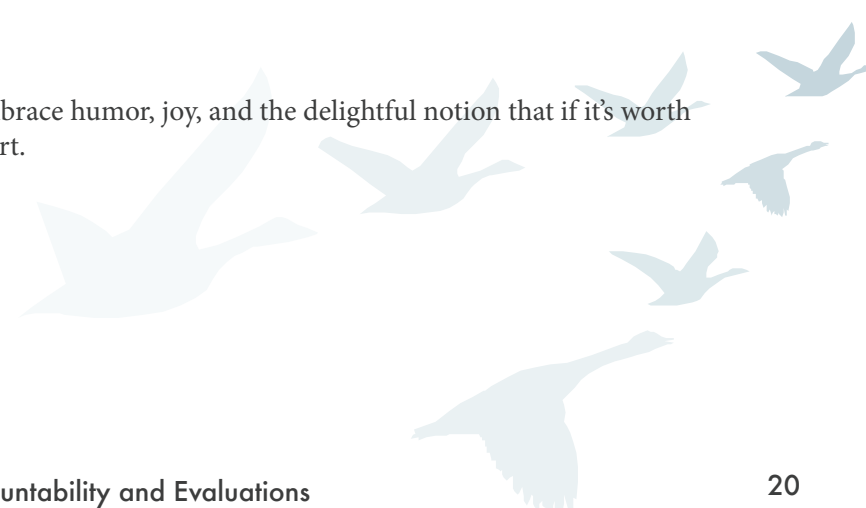 brace humor, joy, and the delightful notion that if it’s worth
rt.
untability and Evaluations
20